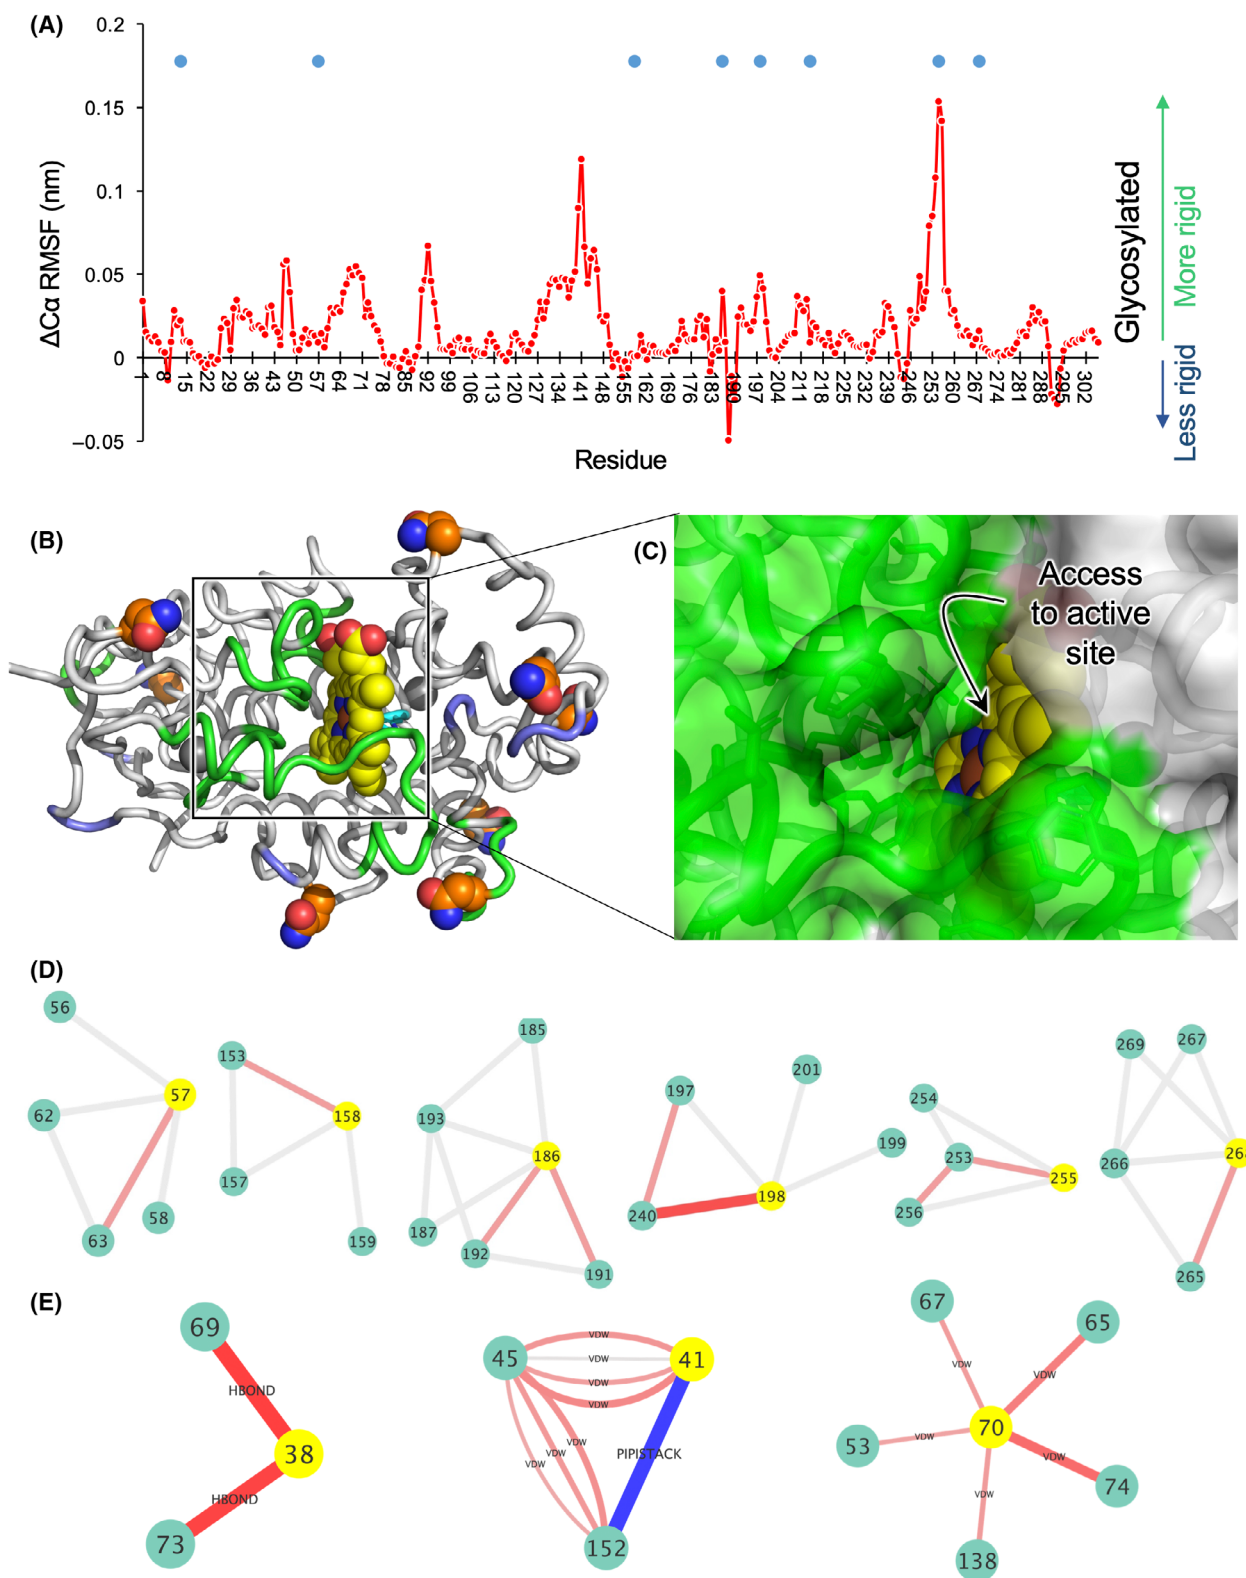 (A)
0.2
0.15
0.1
0.05
0
−0.05
ΔCα RMSF (nm)
1 8 15 22 29 36 43 50 57 64 71 78 85 92 99 106 113 120 127 134 141 148 155 162 169 176 183 190 197 204 211 218 225 232 239 246 253 260 267 274 281 288 295 302
Residue
Glycosylated
More rigid
Less rigid
(B)
(C)
Access
to active
site
(D)
56
57
62
63
58
153
158
157
159
185
193
186
187
192
191
197
201
199
198
240
254
253
255
256
269
267
266
265
(E)
69
HBOND
38
HBOND
73
45
VDW
VDW
VDW
VDW
41
VDW
VDW
VDW
PIPISTACK
152
67
65
VDW
VDW
70
53
VDW
VDW
74
VDW
138